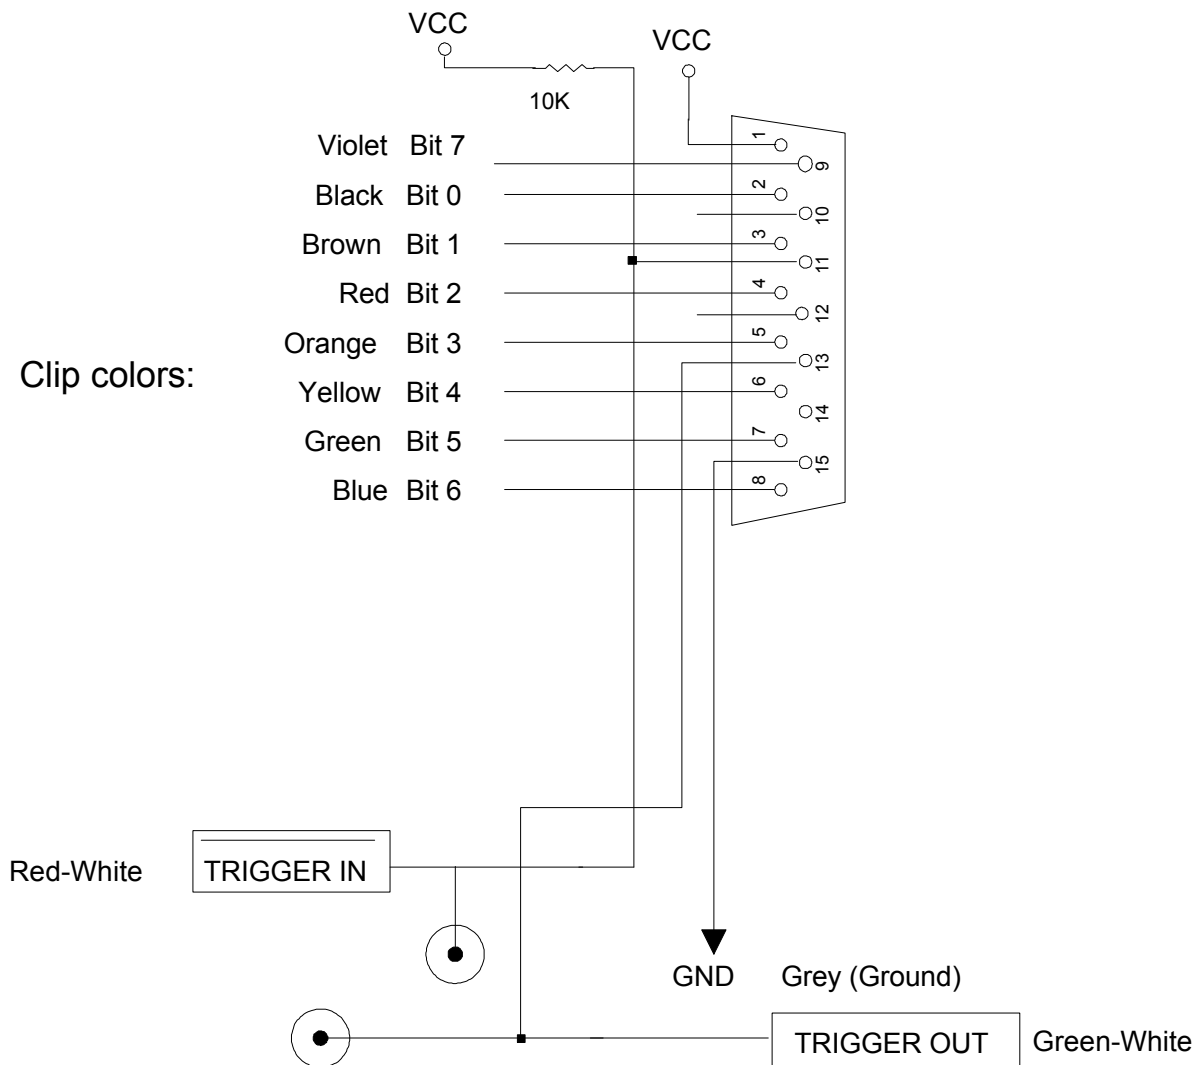 VCC
VCC
10K
Violet Bit 7
Black Bit 0
Brown Bit 1
Red Bit 2
Orange Bit 3
Clip colors:
Yellow Bit 4
Green Bit 5
Blue Bit 6
1
9
2
10
3
11
4
12
5
13
6
14
7
15
8
Red-White TRIGGER IN
GND Grey (Ground)
TRIGGER OUT Green-White